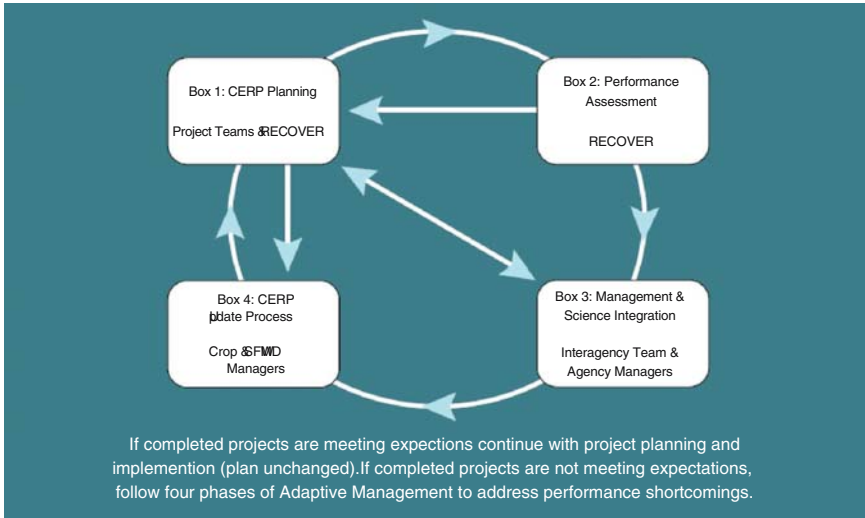 Box 1: CERP Planning
Project Teams &RECOVER
Box 2: Performance
Assessment
RECOVER
Box 3: Management &
Science Integration
Interagency Team &
Agency Managers
Box 4: CERP
Update Process
Crop &SFWMD
Managers
If completed projects are meeting expections continue with project planning and
implemention (plan unchanged).If completed projects are not meeting expectations,
follow four phases of Adaptive Management to address performance shortcomings.